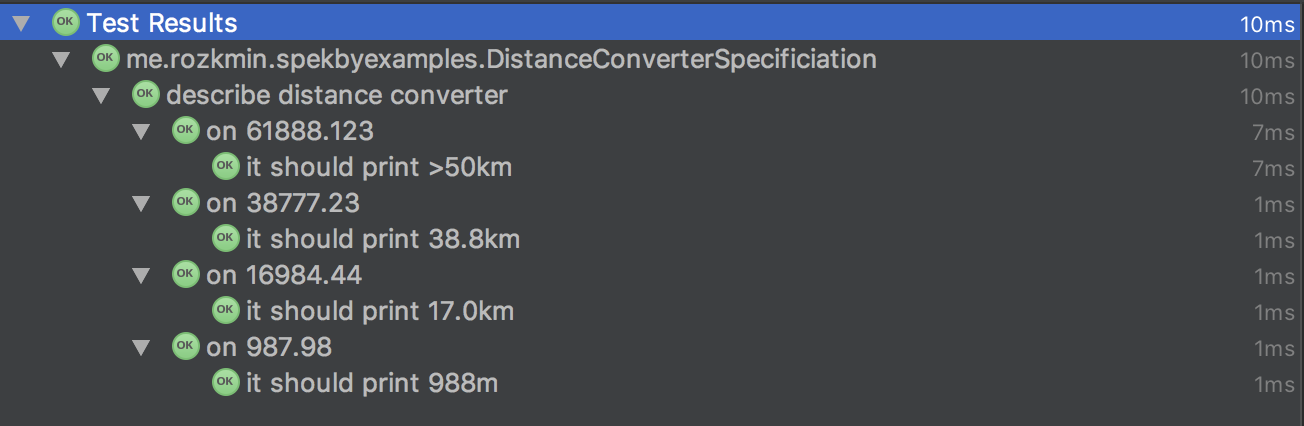 OK Test Results 10ms
OK me.rozkmin.spekbyexamples.DistanceConverterSpecificiation 10ms
OK describe distance converter 10ms
OK on 61888.123 7ms
OK it should print >50km 7ms
OK on 38777.23 1ms
OK it should print 38.8km 1ms
OK on 16984.44 1ms
OK it should print 17.0km 1ms
OK on 987.98 1ms
OK it should print 988m 1ms